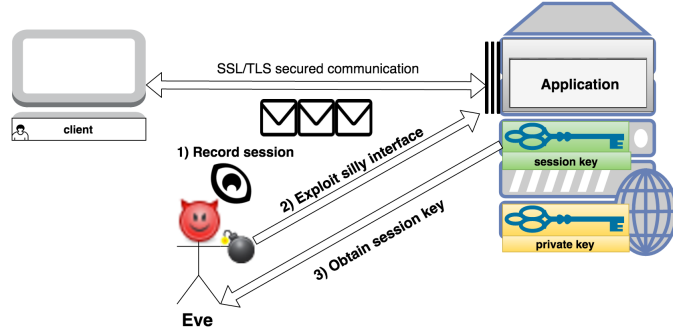 SSL/TLS secured communication
Application
client
1) Record session
2) Exploit silly interface
session key
3) Obtain session key
private key
Eve